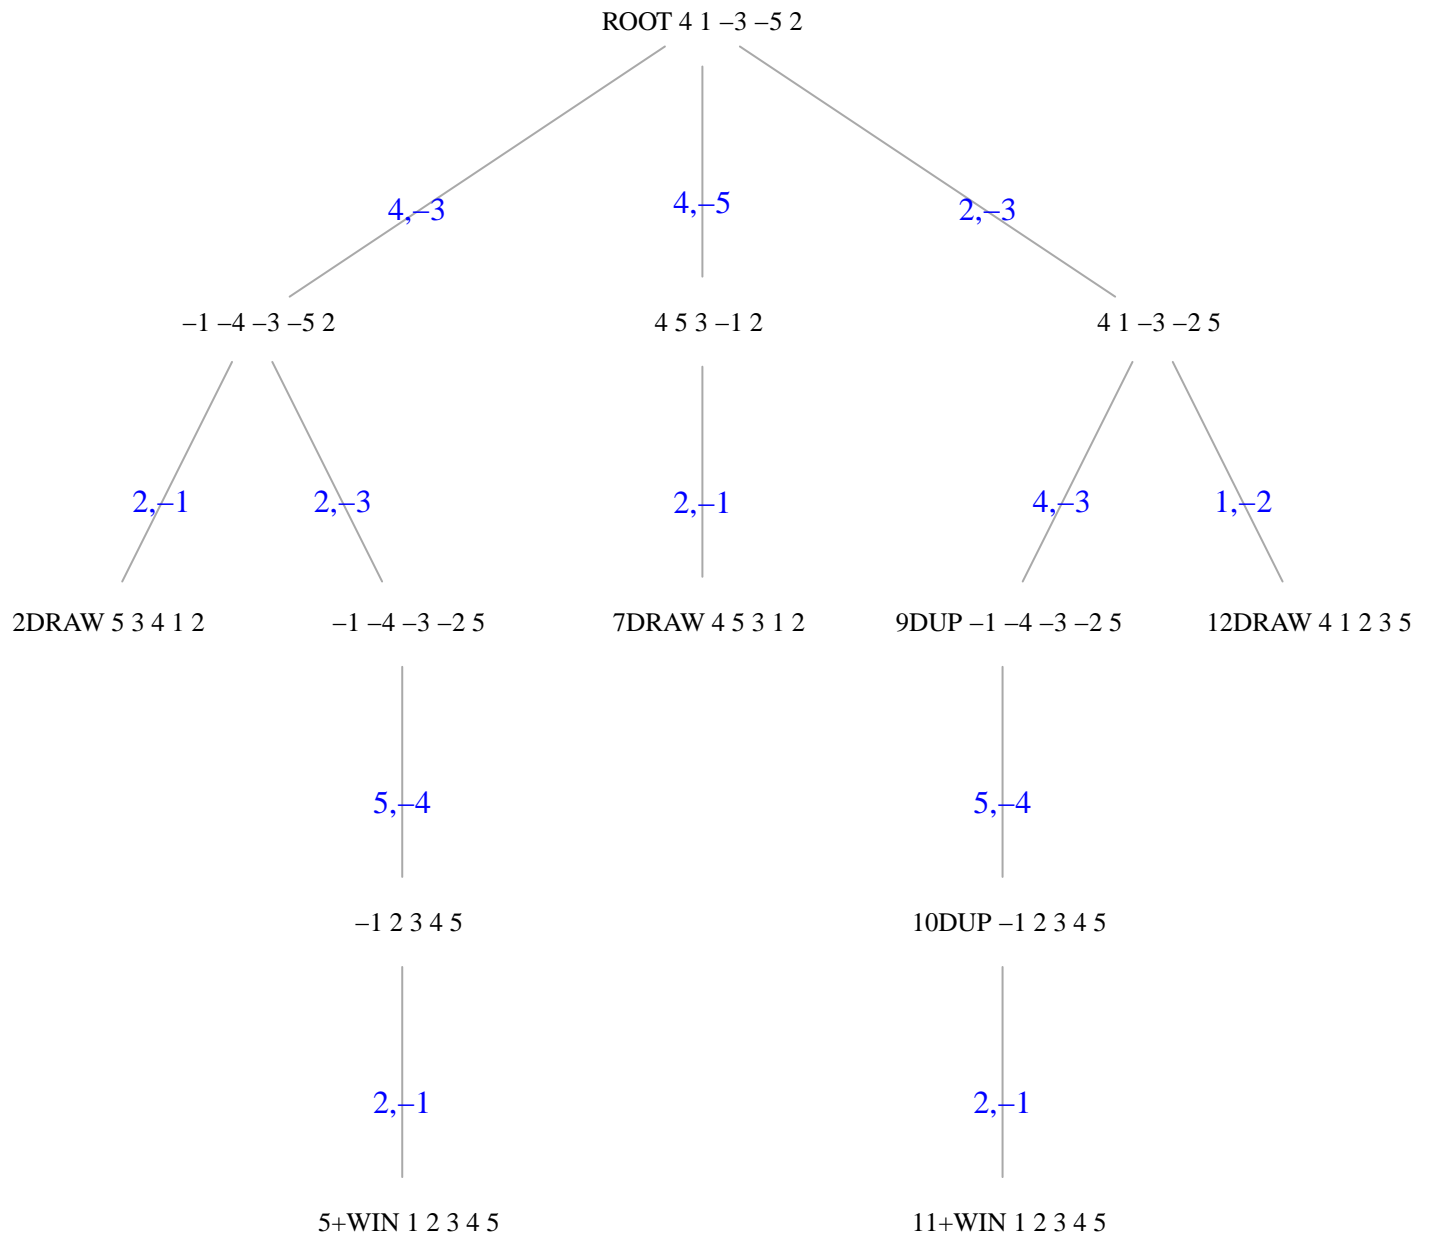 ROOT 4 1 –3 –5 2
4,–3
4,–5
2,–3
–1 –4 –3 –5 2
4 5 3 –1 2
4 1 –3 –2 5
2,–1
2,–3
2,–1
4,–3
1,–2
2DRAW 5 3 4 1 2
–1 –4 –3 –2 5
7DRAW 4 5 3 1 2
9DUP –1 –4 –3 –2 5
12DRAW 4 1 2 3 5
5,–4
5,–4
–1 2 3 4 5
10DUP –1 2 3 4 5
2,–1
2,–1
5+WIN 1 2 3 4 5
11+WIN 1 2 3 4 5